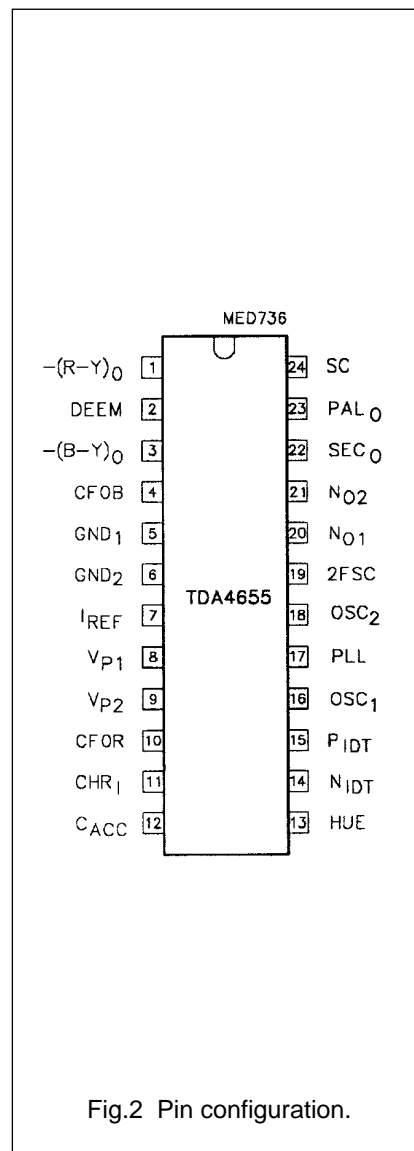 MED736
-(R-Y)O 1 24 SC
DEEM 2 23 PALO
-(B-Y)O 3 22 SECO
CFOB 4 21 NO2
GND1 5 20 NO1
GND2 6 19 2FSC
TDA4655
IREF 7 18 OSC2
VP1 8 17 PLL
VP2 9 16 OSC1
CFOR 10 15 PIDT
CHRI 11 14 NIDT
CACC 12 13 HUE
Fig.2 Pin configuration.